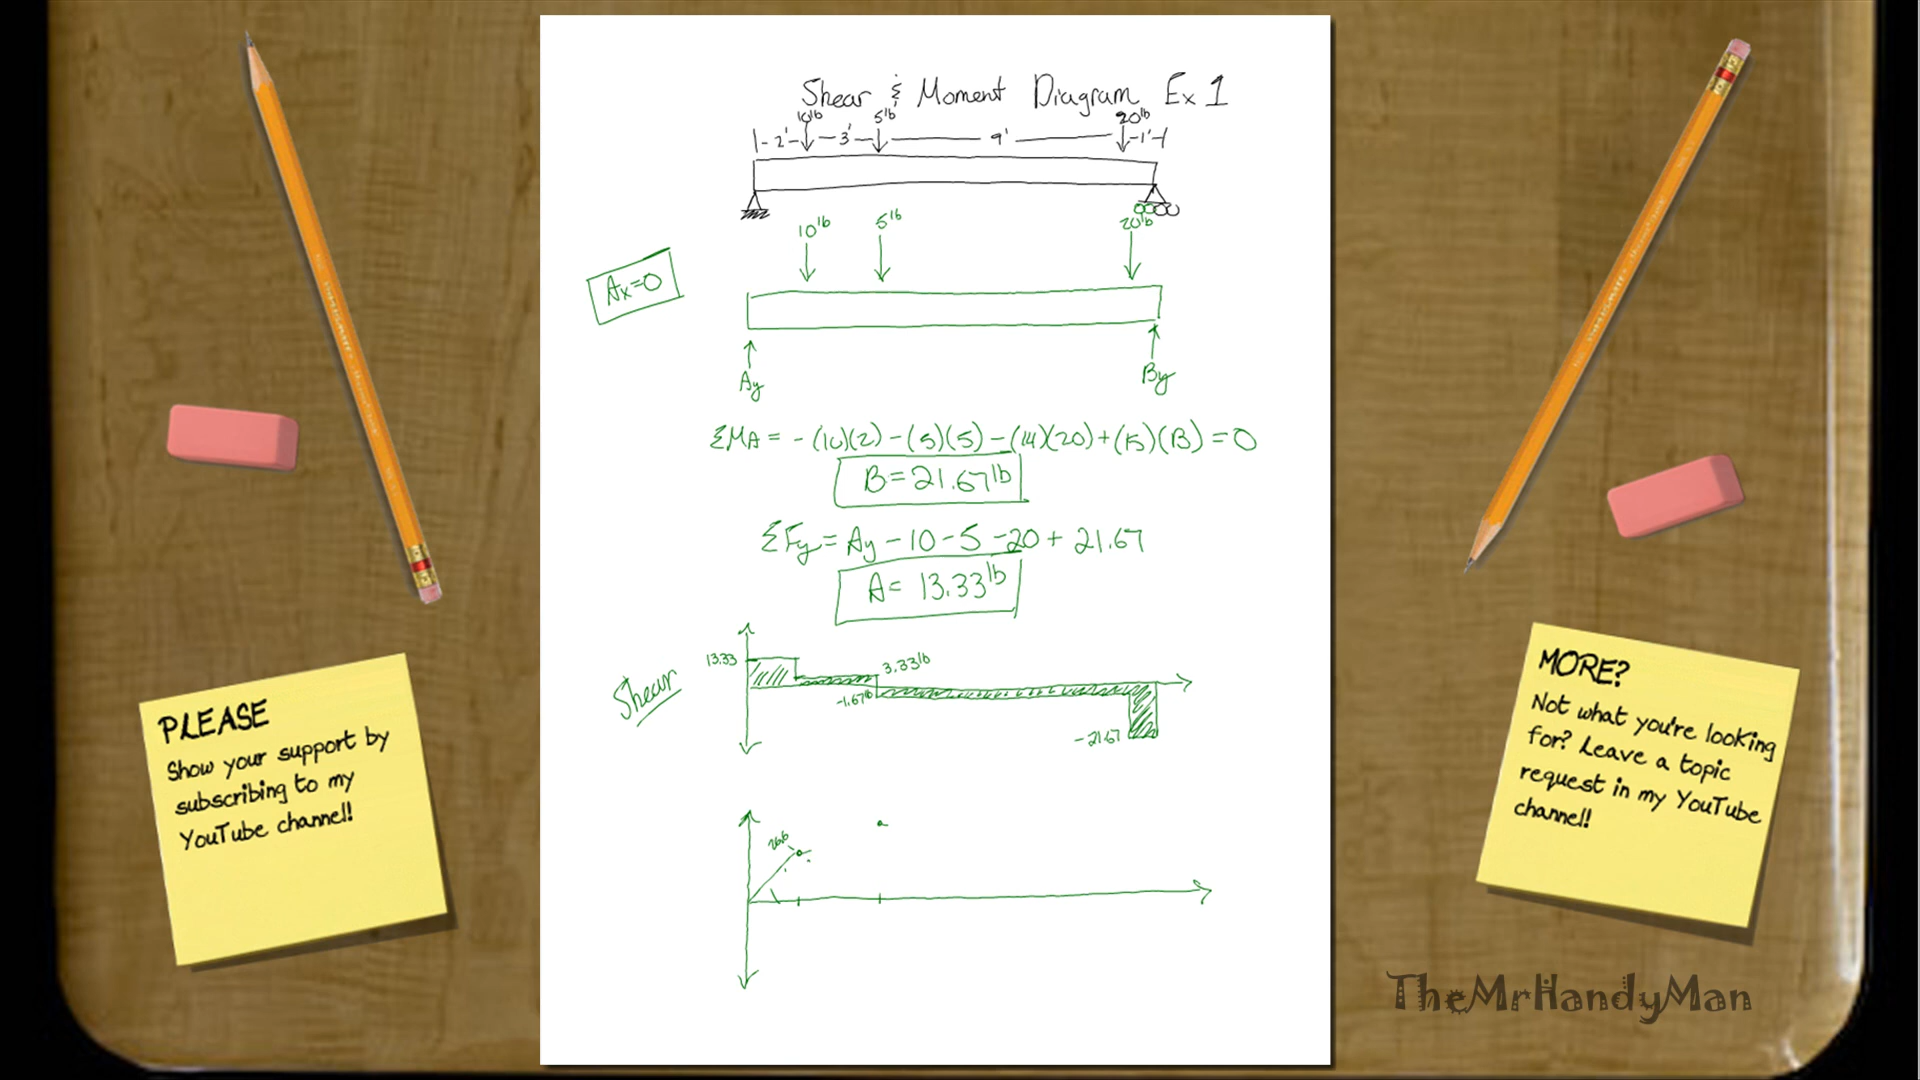 Shear & Moment Diagram Ex 1
10lb 5lb 20lb
2' 3' 9' 1'
10lb 5lb 20lb
Ax=0
Ay By
ΣMA = -(10)(2) - (5)(5) - (14)(20) + (15)(B) = 0
B = 21.67lb
ΣFy = Ay - 10 - 5 - 20 + 21.67
A = 13.33lb
Shear
13.33 3.33lb
-1.67lb
-21.67
PLEASE
Show your support by
subscribing to my
YouTube channel!
MORE?
Not what you're looking
for? Leave a topic
request in my YouTube
channel!
TheMrHandyMan